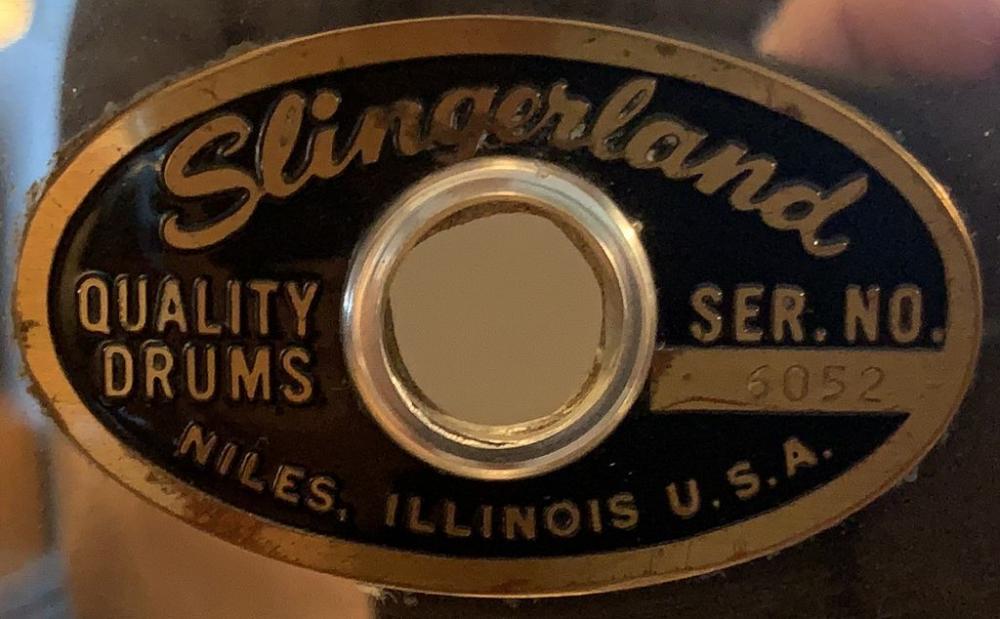 Slingerland
QUALITY
DRUMS
SER. NO.
6052
NILES, ILLINOIS U.S.A.